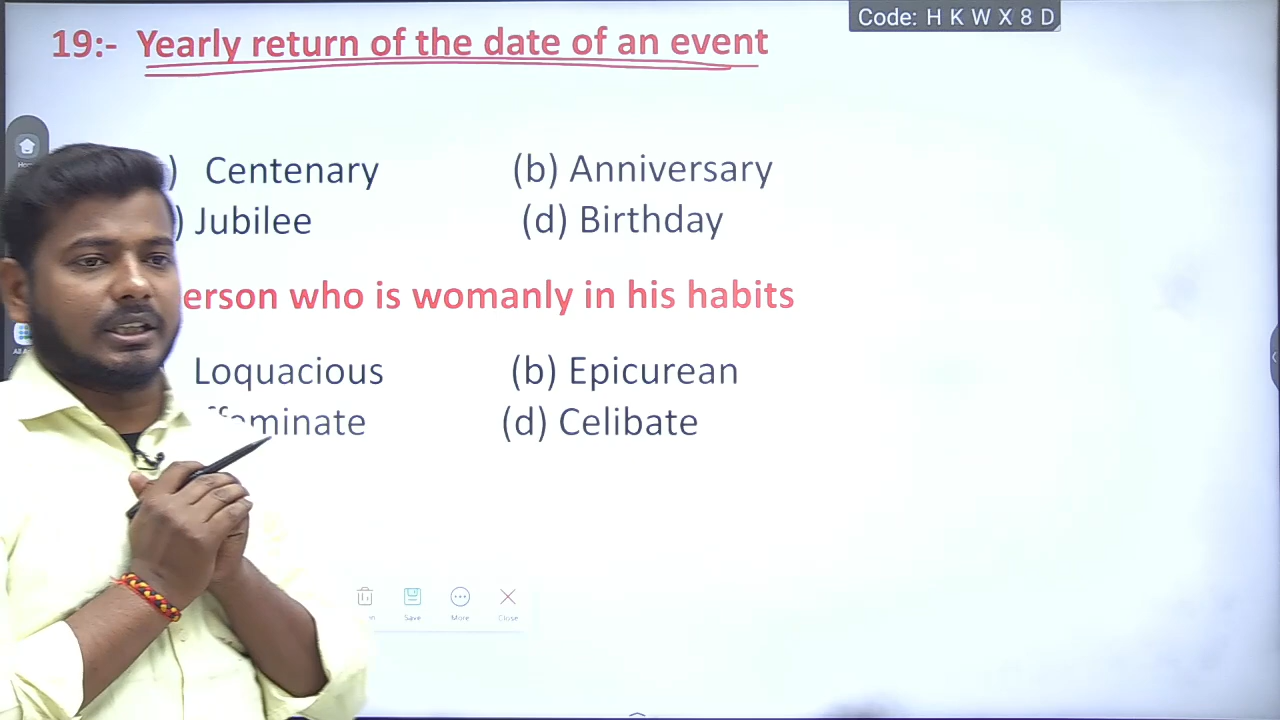 Code: H K W X 8 D
19:- Yearly return of the date of an event
) Centenary (b) Anniversary
) Jubilee (d) Birthday
erson who is womanly in his habits
Loquacious (b) Epicurean
ffeminate (d) Celibate
Save More Close